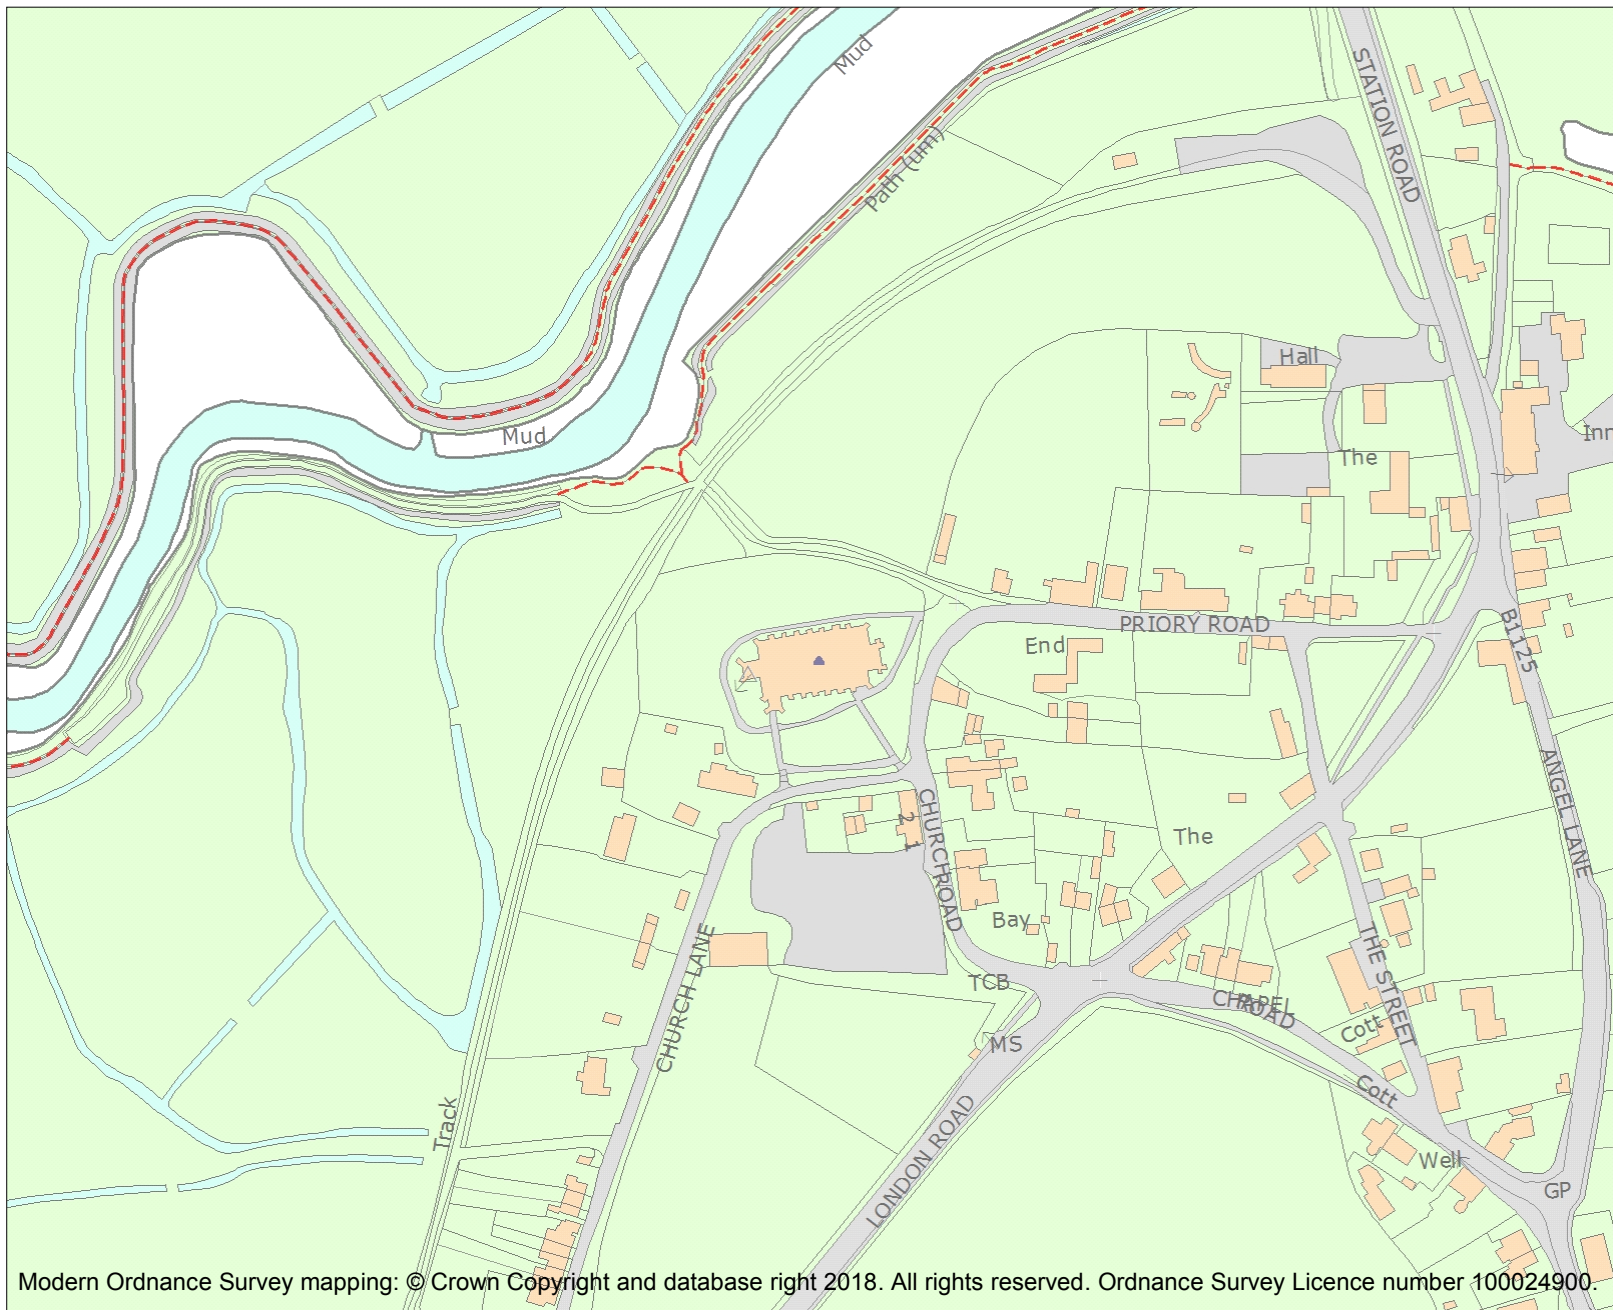 Mud
STATION ROAD
Path (um)
Hall
Mud
Inn
The
PRIORY ROAD
End
B1125
ANGEL LANE
CHURCH ROAD
2
1
The
Bay
THE STREET
CHURCH LANE
TCB
CHAPEL
ROAD
Cott
MS
Cott
Track
LONDON ROAD
Well
GP
Modern Ordnance Survey mapping: © Crown Copyright and database right 2018. All rights reserved. Ordnance Survey Licence number 100024900.